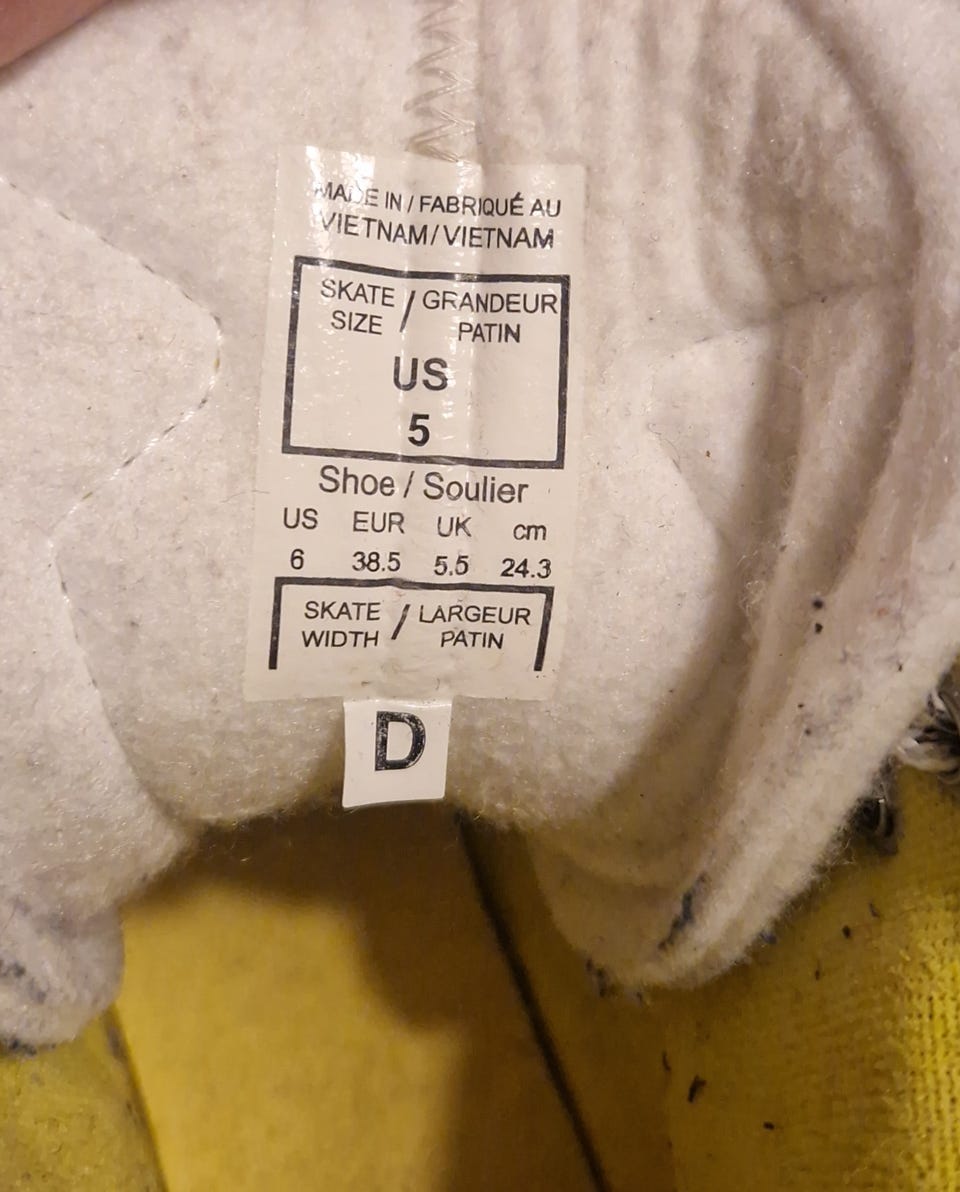 MADE IN / FABRIQUÉ AU
VIETNAM / VIETNAM
SKATE / GRANDEUR
SIZE PATIN
US
5
Shoe / Soulier
US EUR UK cm
6 38.5 5.5 24.3
SKATE / LARGEUR
WIDTH PATIN
D